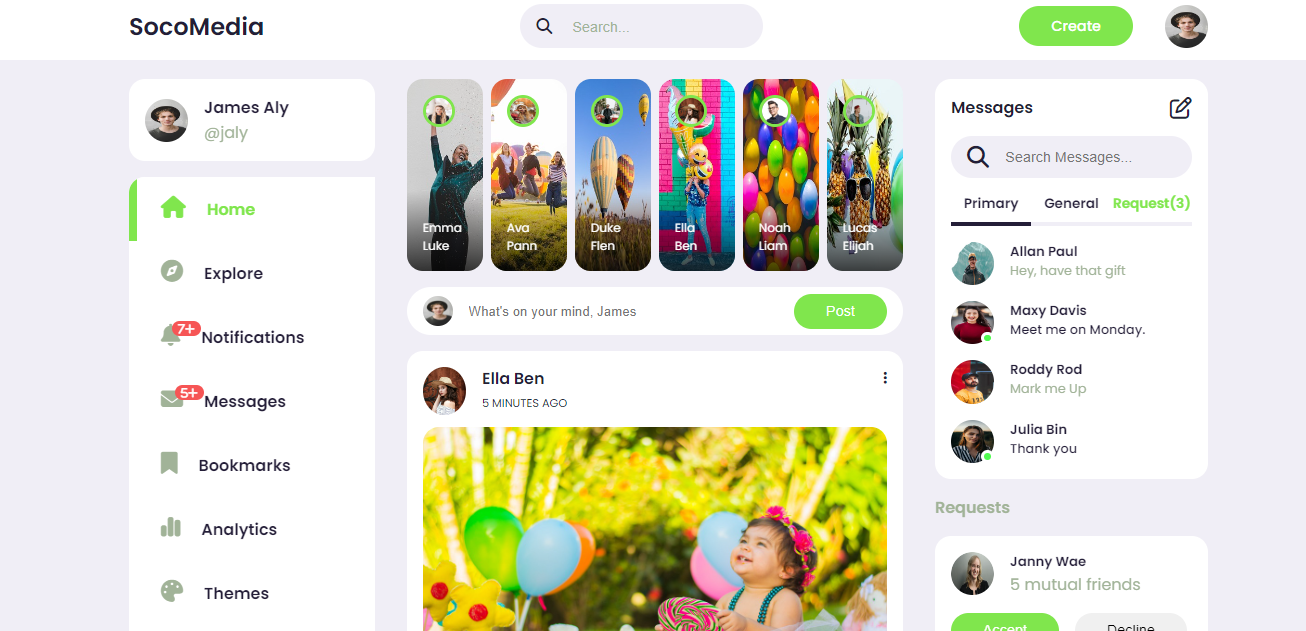 SocoMedia
Search...
Create
James Aly
@jaly
Home
Explore
7+
Notifications
5+
Messages
Bookmarks
Analytics
Themes
Emma
Luke
Ava
Pann
Duke
Flen
Ella
Ben
Noah
Liam
Lucas
Elijah
What's on your mind, James
Post
Ella Ben
5 MINUTES AGO
Messages
Search Messages...
Primary General Request(3)
Allan Paul
Hey, have that gift
Maxy Davis
Meet me on Monday.
Roddy Rod
Mark me Up
Julia Bin
Thank you
Requests
Janny Wae
5 mutual friends
Accept
Decline